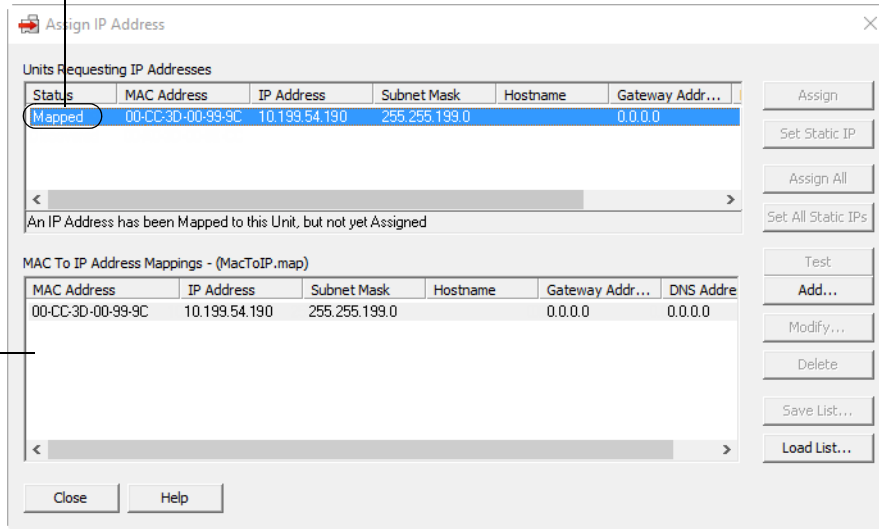 Assign IP Address
Units Requesting IP Addresses
Status MAC Address IP Address Subnet Mask Hostname Gateway Addr...
Mapped 00-CC-3D-00-99-9C 10.199.54.190 255.255.199.0 0.0.0.0
An IP Address has been Mapped to this Unit, but not yet Assigned
Assign
Set Static IP
Assign All
Set All Static IPs
MAC To IP Address Mappings - (MacToIP.map)
MAC Address IP Address Subnet Mask Hostname Gateway Addr... DNS Addre
00-CC-3D-00-99-9C 10.199.54.190 255.255.199.0 0.0.0.0 0.0.0.0
Test
Add...
Modify...
Delete
Save List...
Load List...
Close Help